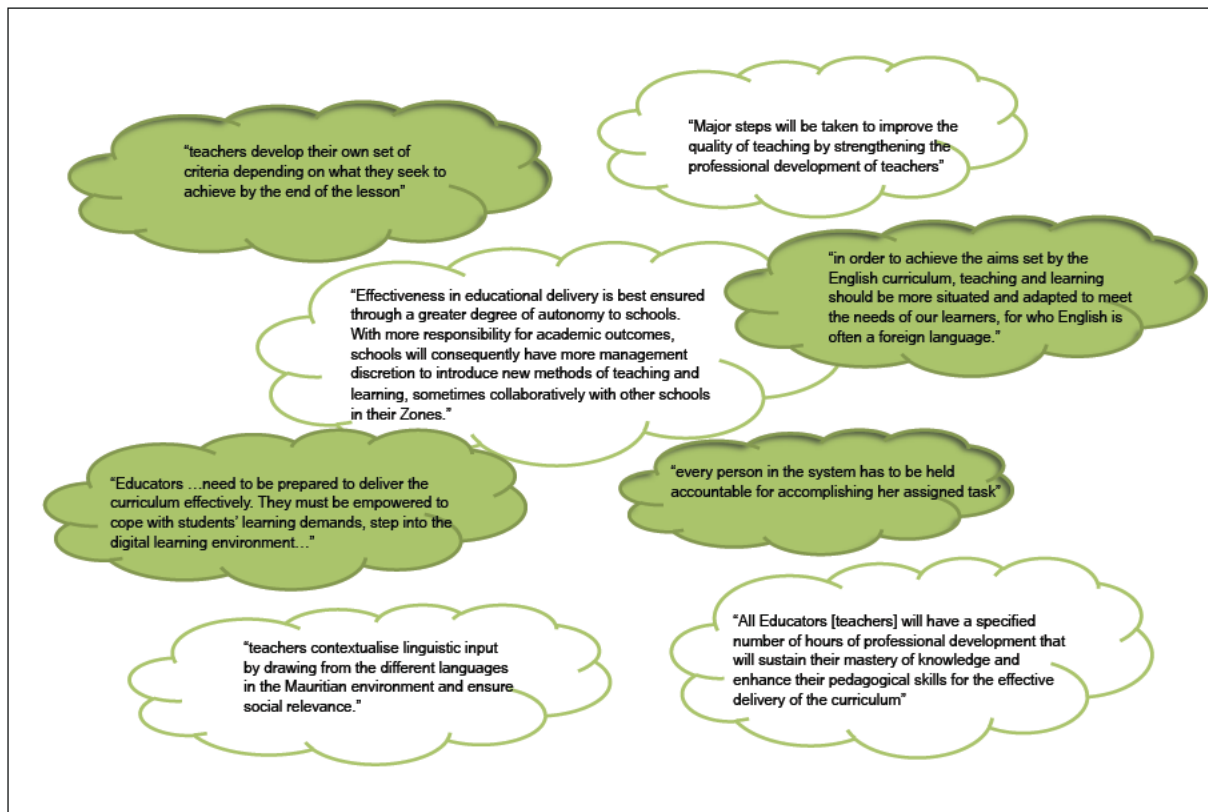 “teachers develop their own set of
criteria depending on what they seek to
achieve by the end of the lesson”
“Major steps will be taken to improve the
quality of teaching by strengthening the
professional development of teachers”
“in order to achieve the aims set by the
English curriculum, teaching and learning
should be more situated and adapted to meet
the needs of our learners, for who English is
often a foreign language.”
“Effectiveness in educational delivery is best ensured
through a greater degree of autonomy to schools.
With more responsibility for academic outcomes,
schools will consequently have more management
discretion to introduce new methods of teaching and
learning, sometimes collaboratively with other schools
in their Zones.”
“Educators …need to be prepared to deliver the
curriculum effectively. They must be empowered to
cope with students’ learning demands, step into the
digital learning environment…”
“every person in the system has to be held
accountable for accomplishing her assigned task”
“teachers contextualise linguistic input
by drawing from the different languages
in the Mauritian environment and ensure
social relevance.”
“All Educators [teachers] will have a specified
number of hours of professional development that
will sustain their mastery of knowledge and
enhance their pedagogical skills for the effective
delivery of the curriculum”